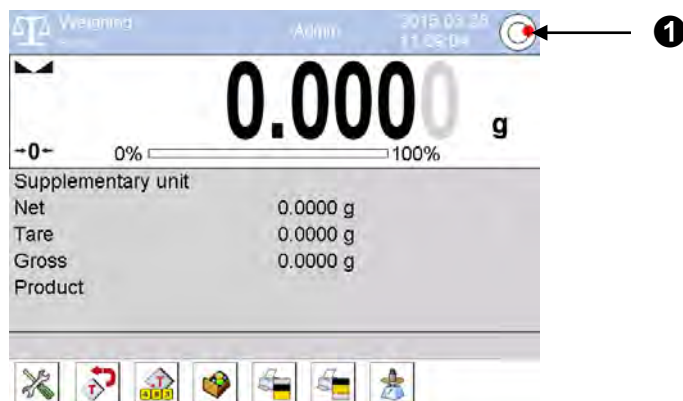 Weighing Admin 2015.03.28
11:09:04
❶
0.0000 g
→0← 0% 100%
Supplementary unit
Net 0.0000 g
Tare 0.0000 g
Gross 0.0000 g
Product